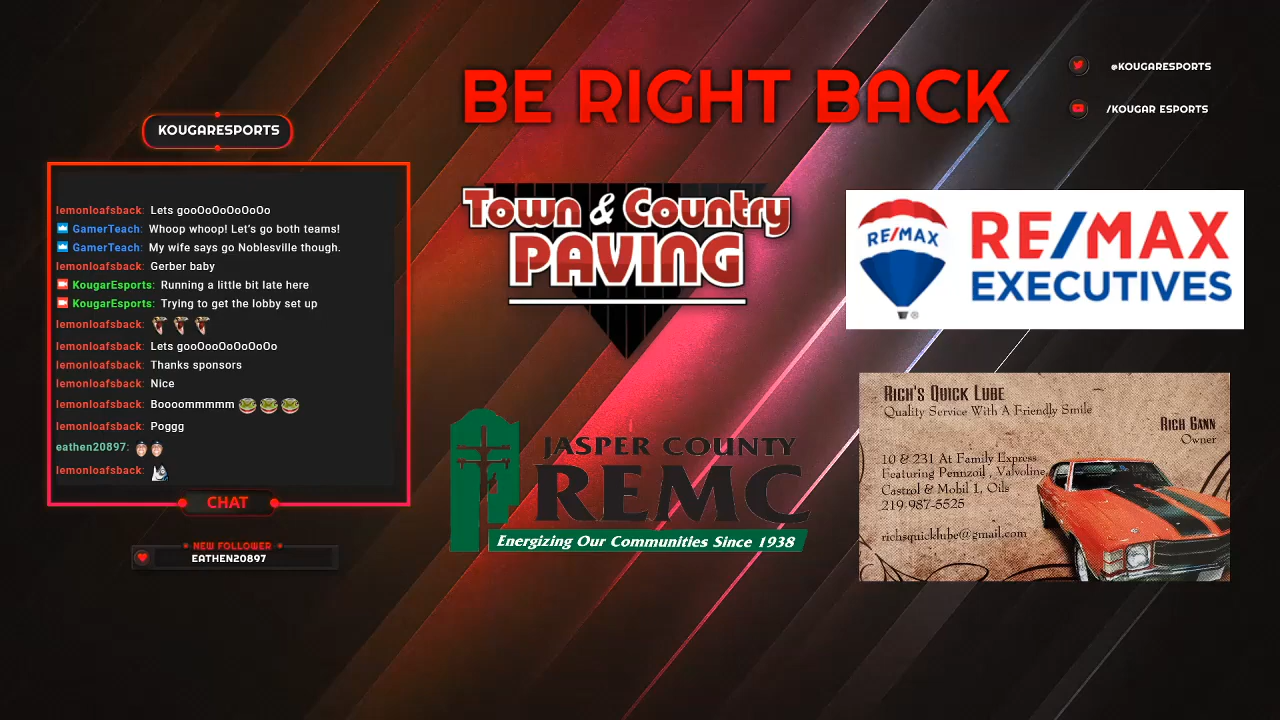 BE RIGHT BACK
@KOUGARESPORTS
/KOUGAR ESPORTS
KOUGARESPORTS
lemonloafsback: Lets gooOoOoOoOoOo
GamerTeach: Whoop whoop! Let's go both teams!
GamerTeach: My wife says go Noblesville though.
lemonloafsback: Gerber baby
KougarEsports: Running a little bit late here
KougarEsports: Trying to get the lobby set up
lemonloafsback:
lemonloafsback: Lets gooOooOoOoOoOo
lemonloafsback: Thanks sponsors
lemonloafsback: Nice
lemonloafsback: Boooommmmm
lemonloafsback: Poggg
eathen20897:
lemonloafsback:
CHAT
NEW FOLLOWER
EATHEN20897
Town & Country
PAVING
RE/MAX
RE/MAX
EXECUTIVES
JASPER COUNTY
REMC
Energizing Our Communities Since 1938
RICH'S QUICK LUBE
Quality Service With A Friendly Smile
RICH GANN
Owner
10 & 231 At Family Express
Featuring Pennzoil , Valvoline
Castrol & Mobil 1, Oils
219-987-5525
richsquicklube@gmail.com